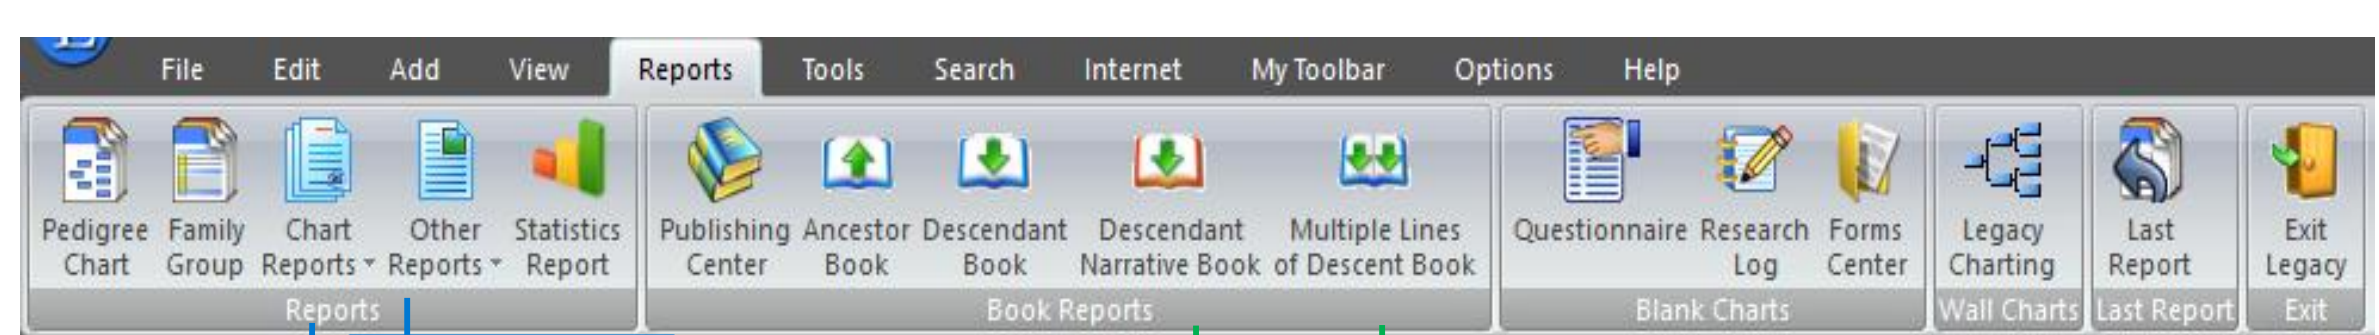 File Edit Add View Reports Tools Search Internet My Toolbar Options Help
Pedigree Chart
Family Group
Chart Reports
Other Reports
Statistics Report
Reports
Publishing Center
Ancestor Book
Descendant Book
Descendant Narrative Book
Multiple Lines of Descent Book
Book Reports
Questionnaire
Research Log
Forms Center
Blank Charts
Legacy Charting
Wall Charts
Last Report
Last Report
Exit Legacy
Exit